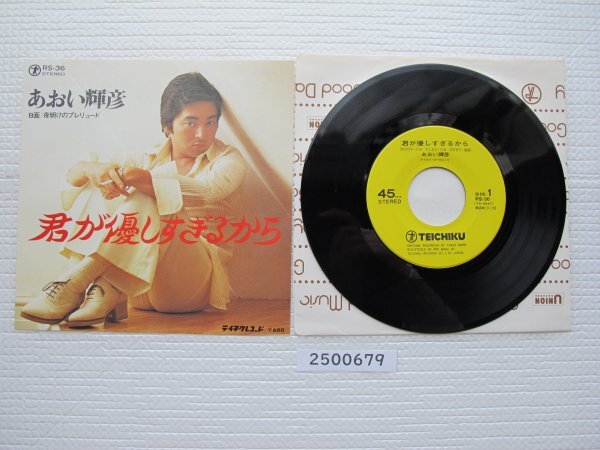 RS-36
STEREO
あおい輝彦
B面:夜明けのプレリュード
君が優しすぎるから
テイチクレコード ¥600
君が優しすぎるから
あおい輝彦
45
STEREO
SIDE-1
RS-36
TEICHIKU
Good
Music
UNION
2500679